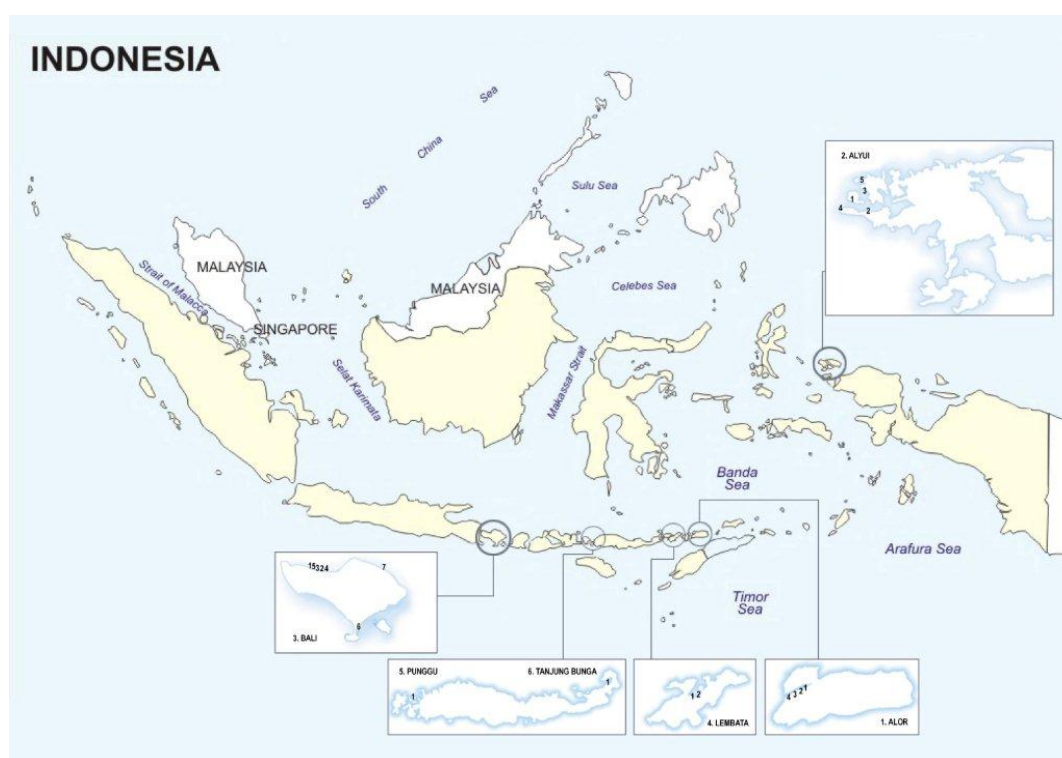 INDONESIA
South China Sea
Sulu Sea
2. ALYUI
5
3
1
4
2
MALAYSIA
Strait of Malacca
MALAYSIA
Celebes Sea
SINGAPORE
Selat Karimata
Makassar Strait
Banda
Sea
Arafura Sea
Timor
Sea
15324
7
6
3. BALI
5. PUNGGU
6. TANJUNG BUNGA
1
1
1 2
4. LEMBATA
4 3 2 1
1. ALOR